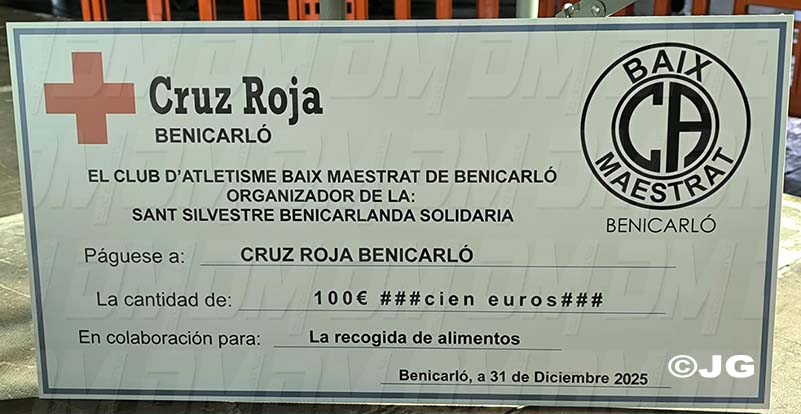 Cruz Roja
BENICARLÓ
BAIX
CA
MAESTRAT
BENICARLÓ
EL CLUB D'ATLETISME BAIX MAESTRAT DE BENICARLÓ
ORGANIZADOR DE LA:
SANT SILVESTRE BENICARLANDA SOLIDARIA
Páguese a: CRUZ ROJA BENICARLÓ
La cantidad de: 100€ ###cien euros###
En colaboración para: La recogida de alimentos
Benicarló, a 31 de Diciembre 2025
©JG